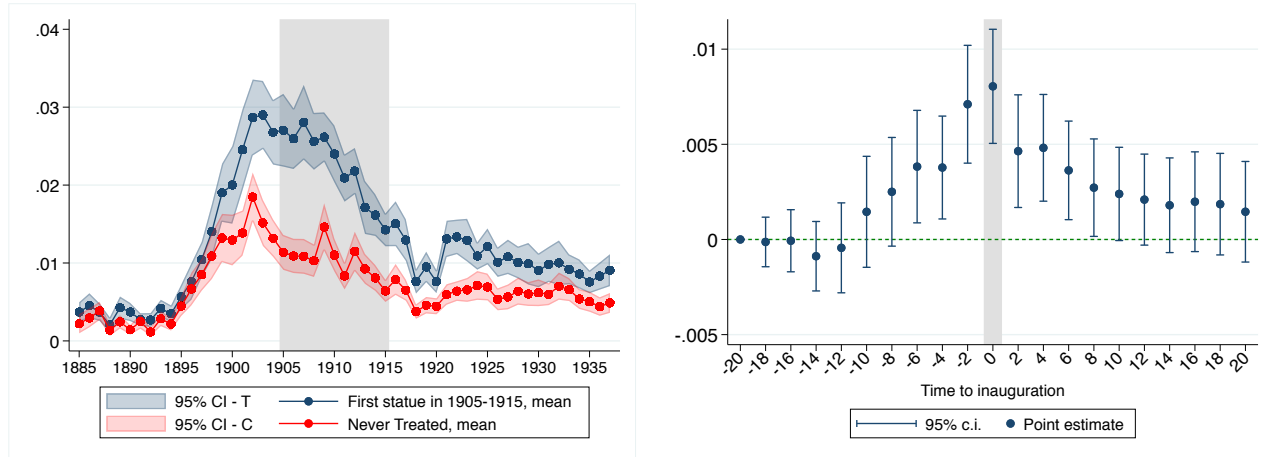 .04
.03
.02
.01
0
1885 1890 1895 1900 1905 1910 1915 1920 1925 1930 1935
95% CI - T First statue in 1905-1915, mean
95% CI - C Never Treated, mean
.01
.005
0
-.005
-20 -18 -16 -14 -12 -10 -8 -6 -4 -2 0 2 4 6 8 10 12 14 16 18 20
Time to inauguration
95% c.i. Point estimate